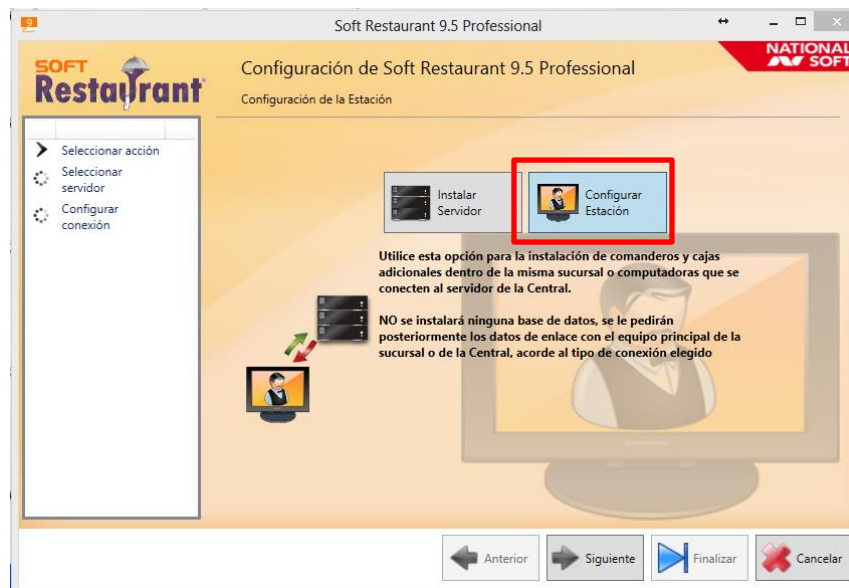 9
Soft Restaurant 9.5 Professional
SOFT
Restaurant
Configuración de Soft Restaurant 9.5 Professional
Configuración de la Estación
NATIONAL
SOFT
Seleccionar acción
Seleccionar
servidor
Configurar
conexión
Instalar
Servidor
Configurar
Estación
Utilice esta opción para la instalación de comanderos y cajas
adicionales dentro de la misma sucursal o computadoras que se
conecten al servidor de la Central.
NO se instalará ninguna base de datos, se le pedirán
posteriormente los datos de enlace con el equipo principal de la
sucursal o de la Central, acorde al tipo de conexión elegido
Anterior
Siguiente
Finalizar
Cancelar